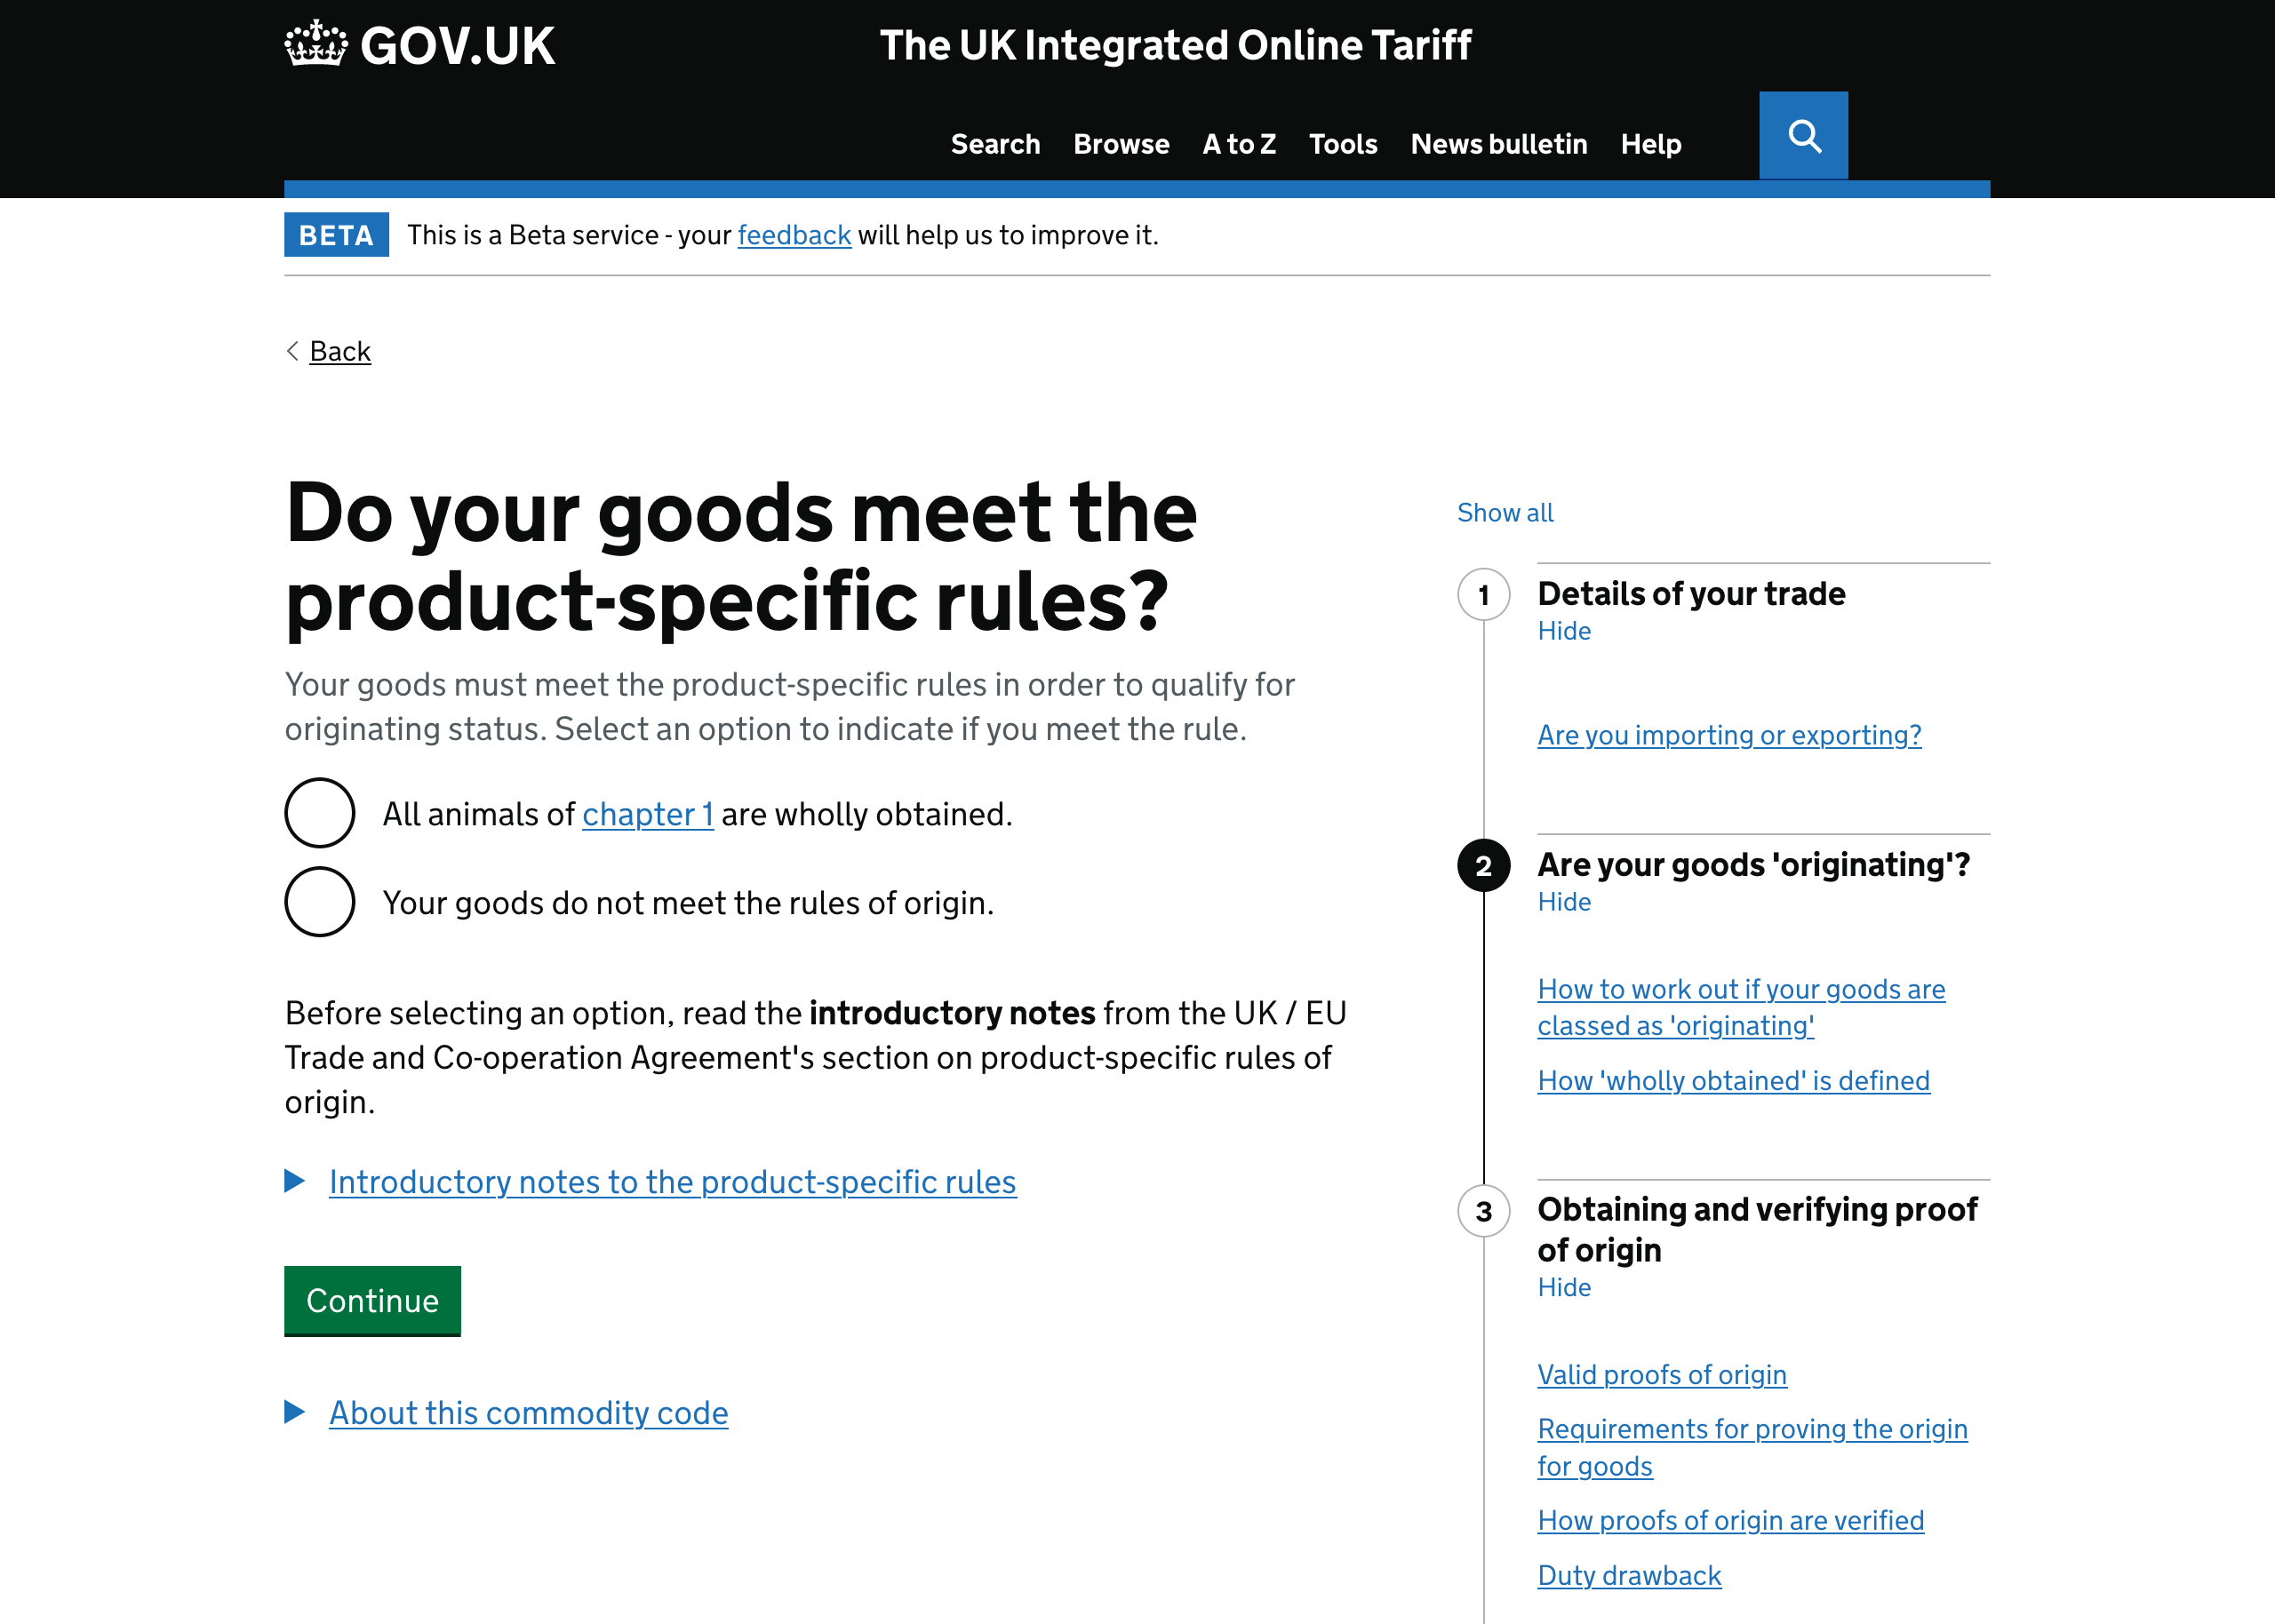 GOV.UK
The UK Integrated Online Tariff
Search Browse A to Z Tools News bulletin Help
BETA This is a Beta service - your feedback will help us to improve it.
Back
Do your goods meet the
product-specific rules?
Your goods must meet the product-specific rules in order to qualify for
originating status. Select an option to indicate if you meet the rule.
All animals of chapter 1 are wholly obtained.
Your goods do not meet the rules of origin.
Before selecting an option, read the introductory notes from the UK / EU
Trade and Co-operation Agreement's section on product-specific rules of
origin.
Introductory notes to the product-specific rules
Continue
About this commodity code
Show all
1 Details of your trade
Hide
Are you importing or exporting?
2 Are your goods 'originating'?
Hide
How to work out if your goods are
classed as 'originating'
How 'wholly obtained' is defined
3 Obtaining and verifying proof
of origin
Hide
Valid proofs of origin
Requirements for proving the origin
for goods
How proofs of origin are verified
Duty drawback